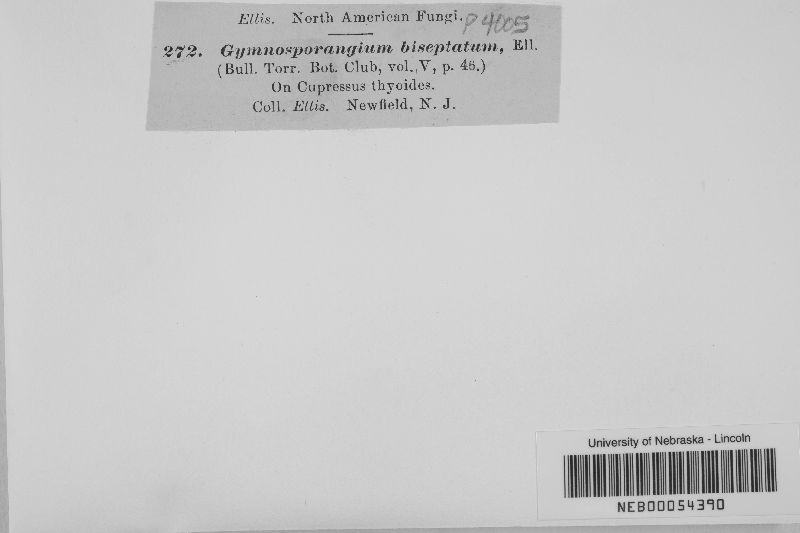 Ellis. North American Fungi. P 4005
272. Gymnosporangium biseptatum, Ell.
(Bull. Torr. Bot. Club, vol. V, p. 46.)
On Cupressus thyoides.
Coll. Ellis. Newfield, N. J.
University of Nebraska - Lincoln
NEB00054390